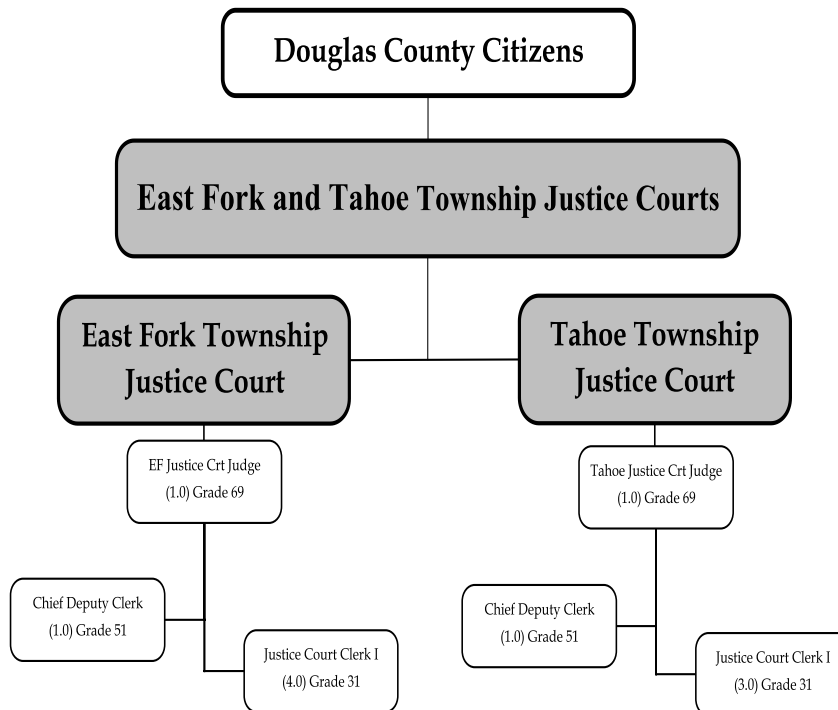 Douglas County Citizens
East Fork and Tahoe Township Justice Courts
East Fork Township
Justice Court
Tahoe Township
Justice Court
EF Justice Crt Judge
(1.0) Grade 69
Tahoe Justice Crt Judge
(1.0) Grade 69
Chief Deputy Clerk
(1.0) Grade 51
Justice Court Clerk I
(4.0) Grade 31
Chief Deputy Clerk
(1.0) Grade 51
Justice Court Clerk I
(3.0) Grade 31